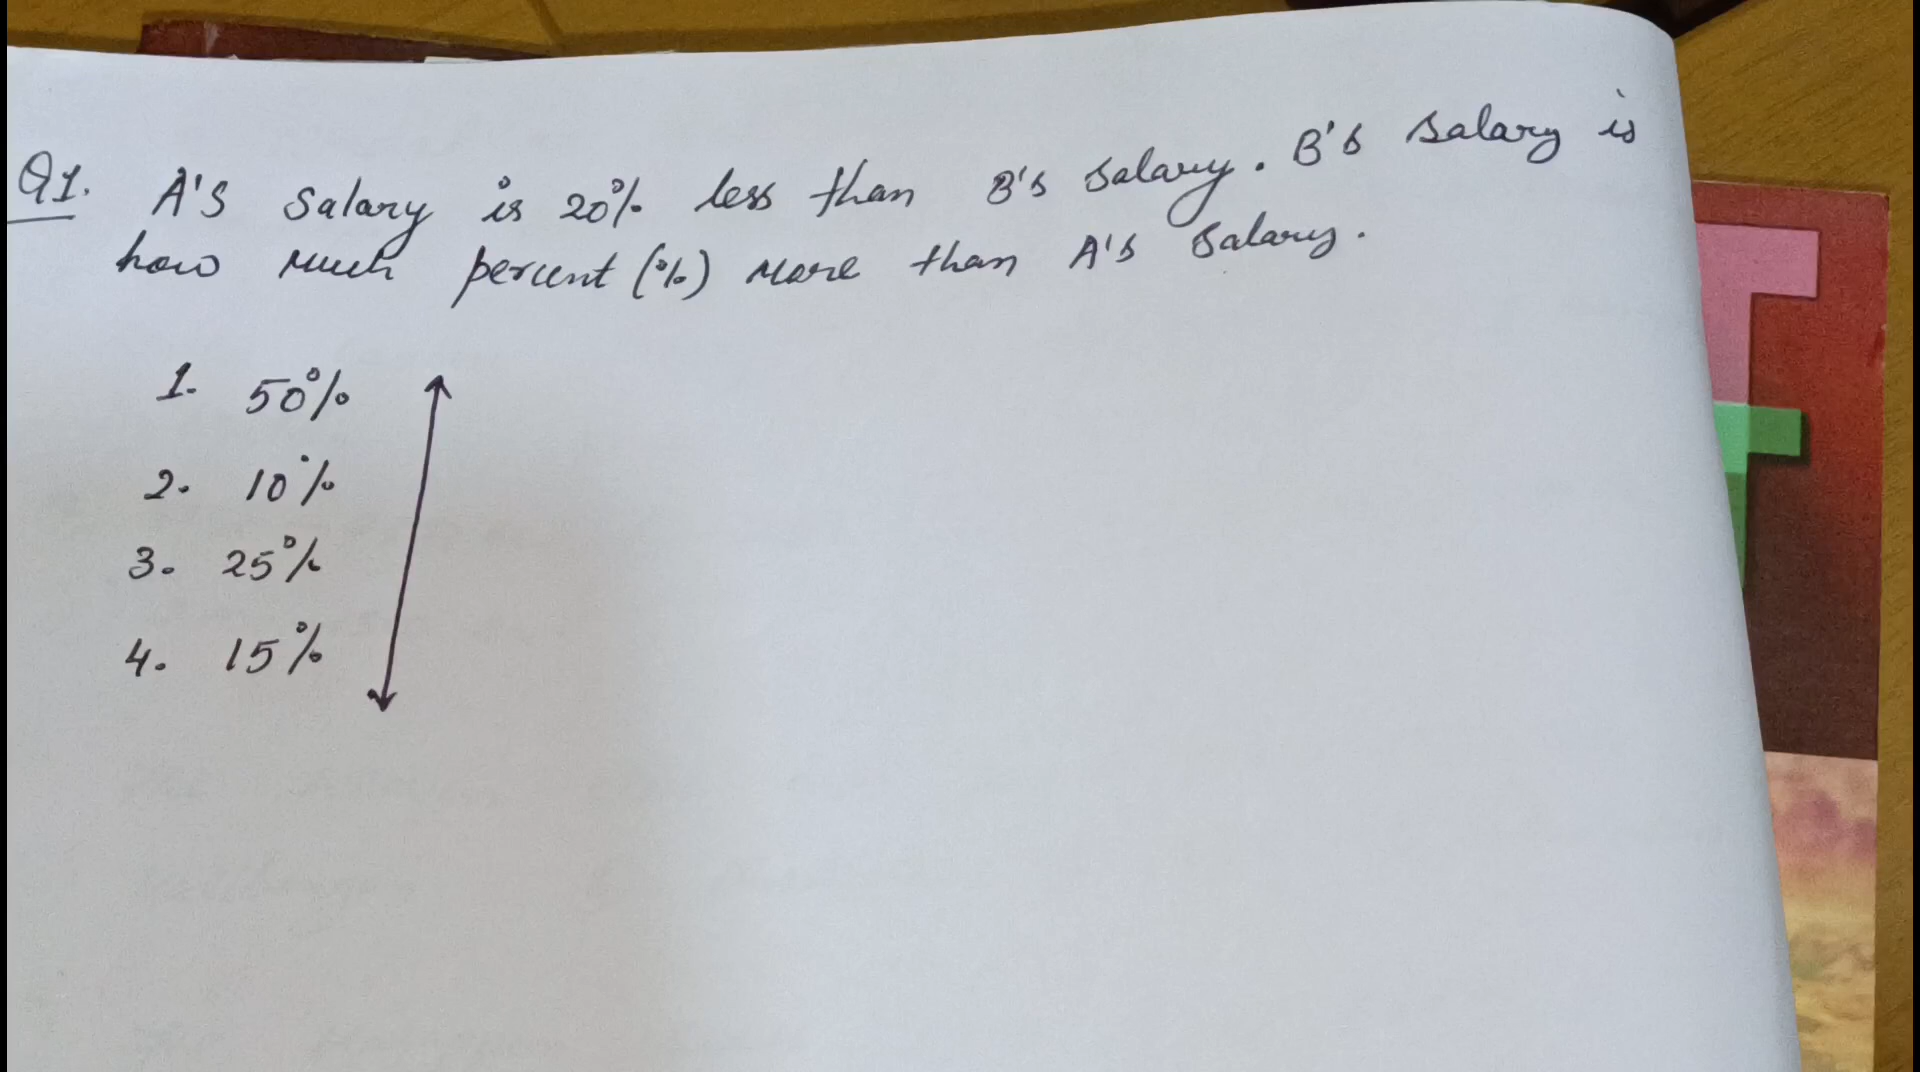 Q1. A's salary is 20% less than B's salary. B's salary is
how much percent (%) more than A's salary.
1. 50%
2. 10%
3. 25%
4. 15%